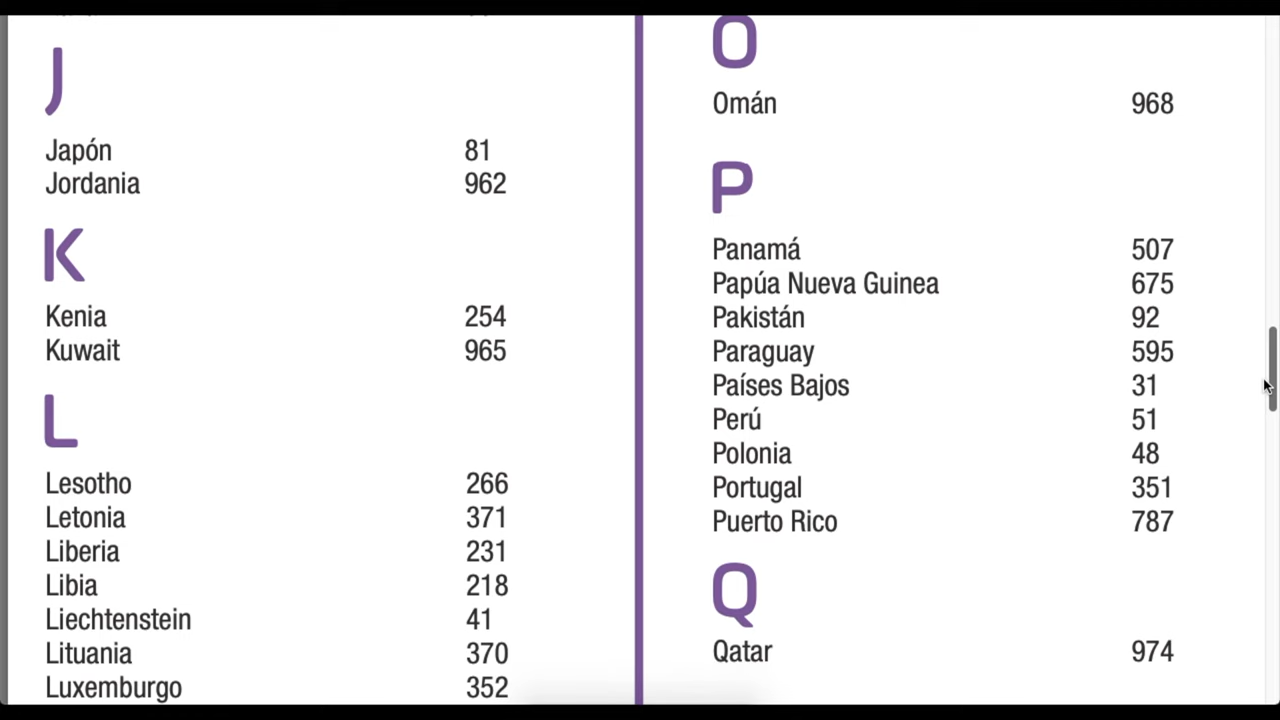 J
Japón 81
Jordania 962
K
Kenia 254
Kuwait 965
L
Lesotho 266
Letonia 371
Liberia 231
Libia 218
Liechtenstein 41
Lituania 370
Luxemburgo 352
O
Omán 968
P
Panamá 507
Papúa Nueva Guinea 675
Pakistán 92
Paraguay 595
Países Bajos 31
Perú 51
Polonia 48
Portugal 351
Puerto Rico 787
Q
Qatar 974